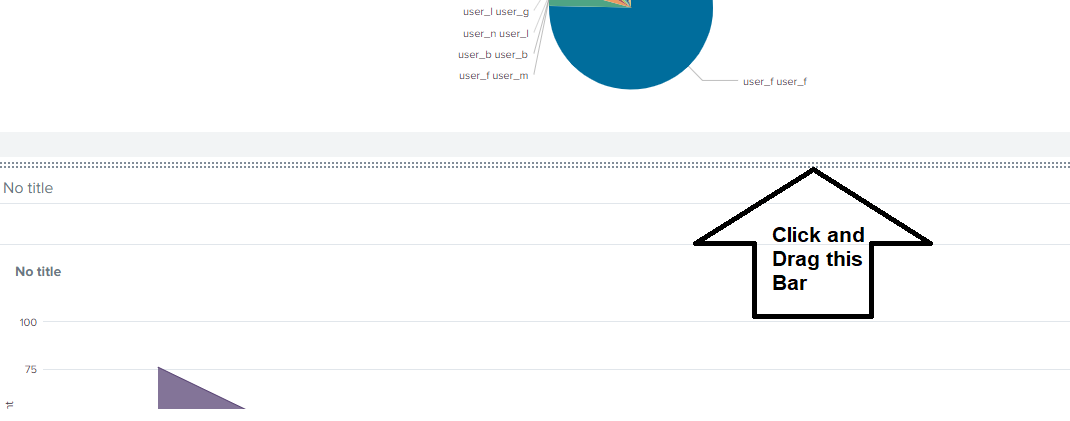 user_l user_g
user_n user_l
user_b user_b
user_f user_m
user_f user_f
No title
Click and
Drag this
Bar
No title
100
75